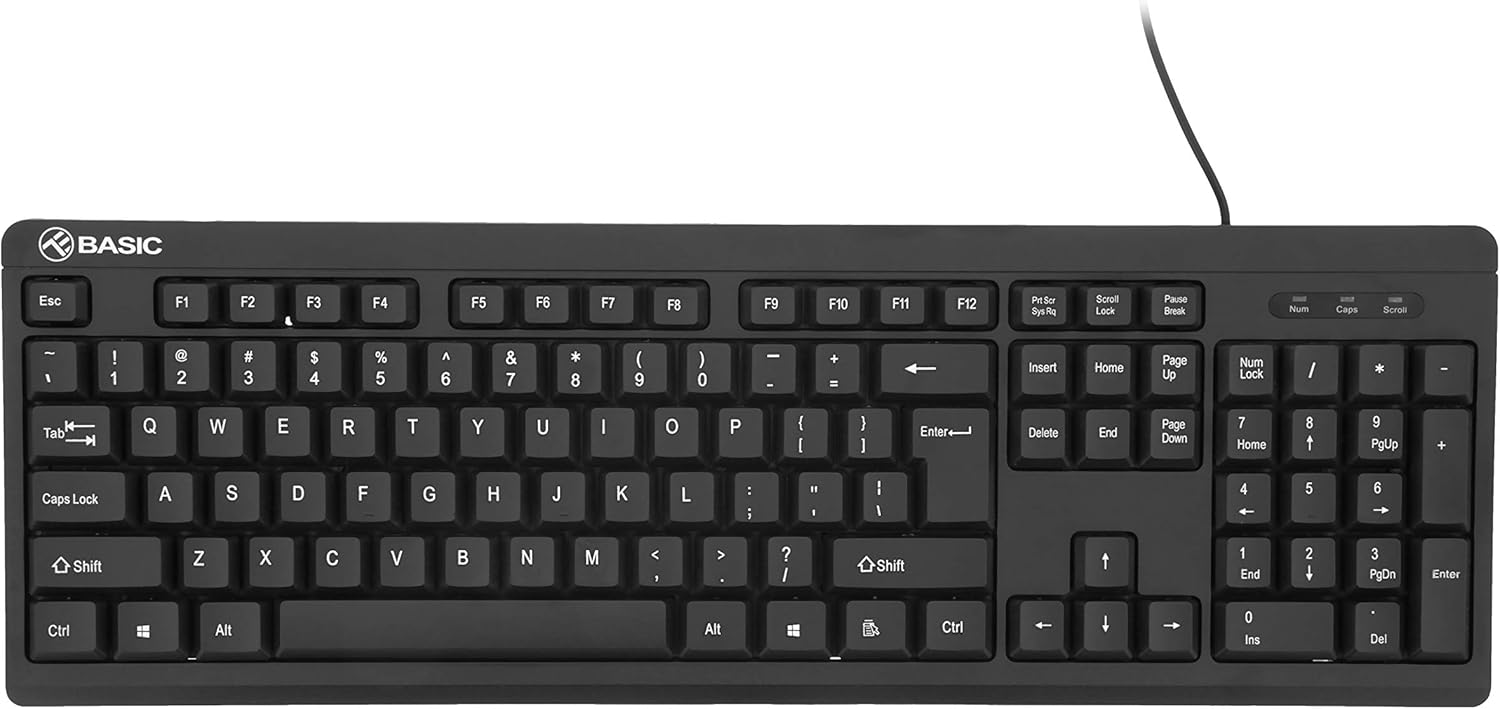 BASIC
Esc F1 F2 F3 F4 F5 F6 F7 F8 F9 F10 F11 F12 Prt Scr Scroll Pause
Sys Rq Lock Break
Num Caps Scroll
~ ! @ # $ % ^ & * ( ) — + ← Insert Home Page Num / * -
` 1 2 3 4 5 6 7 8 9 0 - = Up Lock
Tab Q W E R T Y U I O P { } Enter Delete End Page 7 8 9 +
[ ] Down Home ↑ PgUp
Caps Lock A S D F G H J K L : " ¦ 4 5 6
; ' \ ← →
Shift Z X C V B N M < > ? Shift ↑ 1 2 3 Enter
, . / End ↓ PgDn
Ctrl Alt Alt Ctrl ← ↓ → 0 .
Ins Del